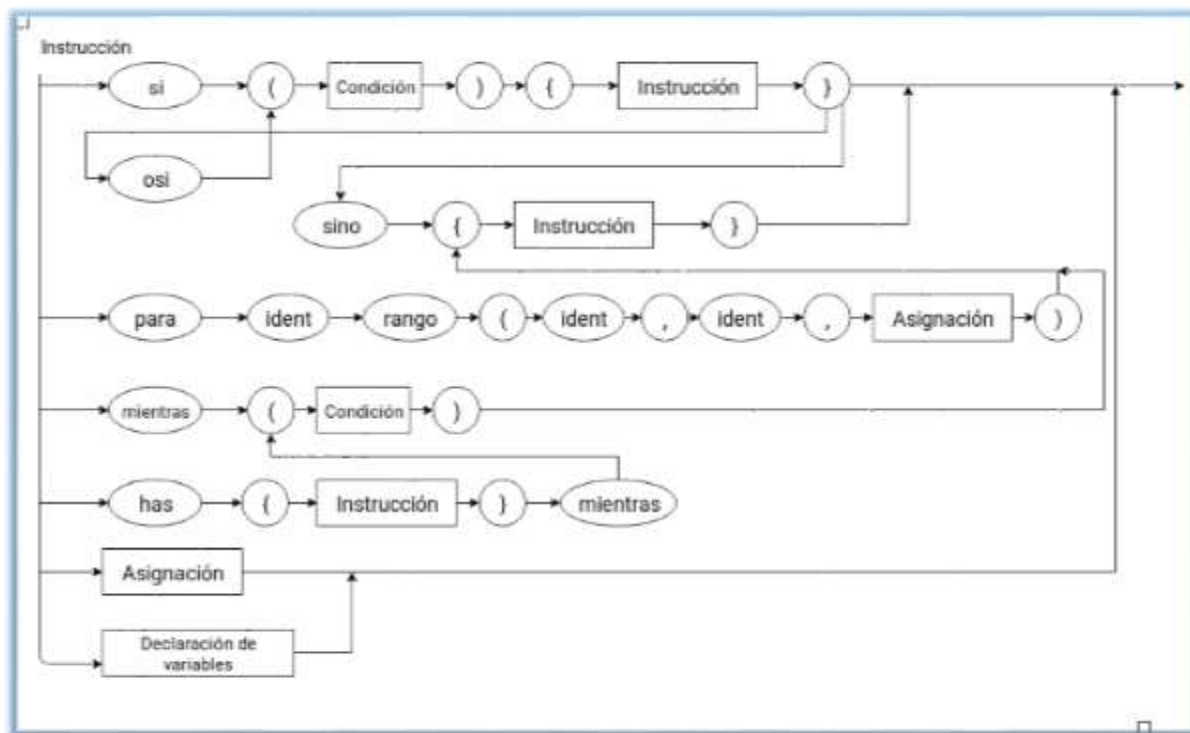 Instrucción
si ( Condición ) { Instrucción }
osi
sino { Instrucción }
para ident rango ( ident , ident , Asignación )
mientras ( Condición )
has { Instrucción } mientras
Asignación
Declaración de
variables